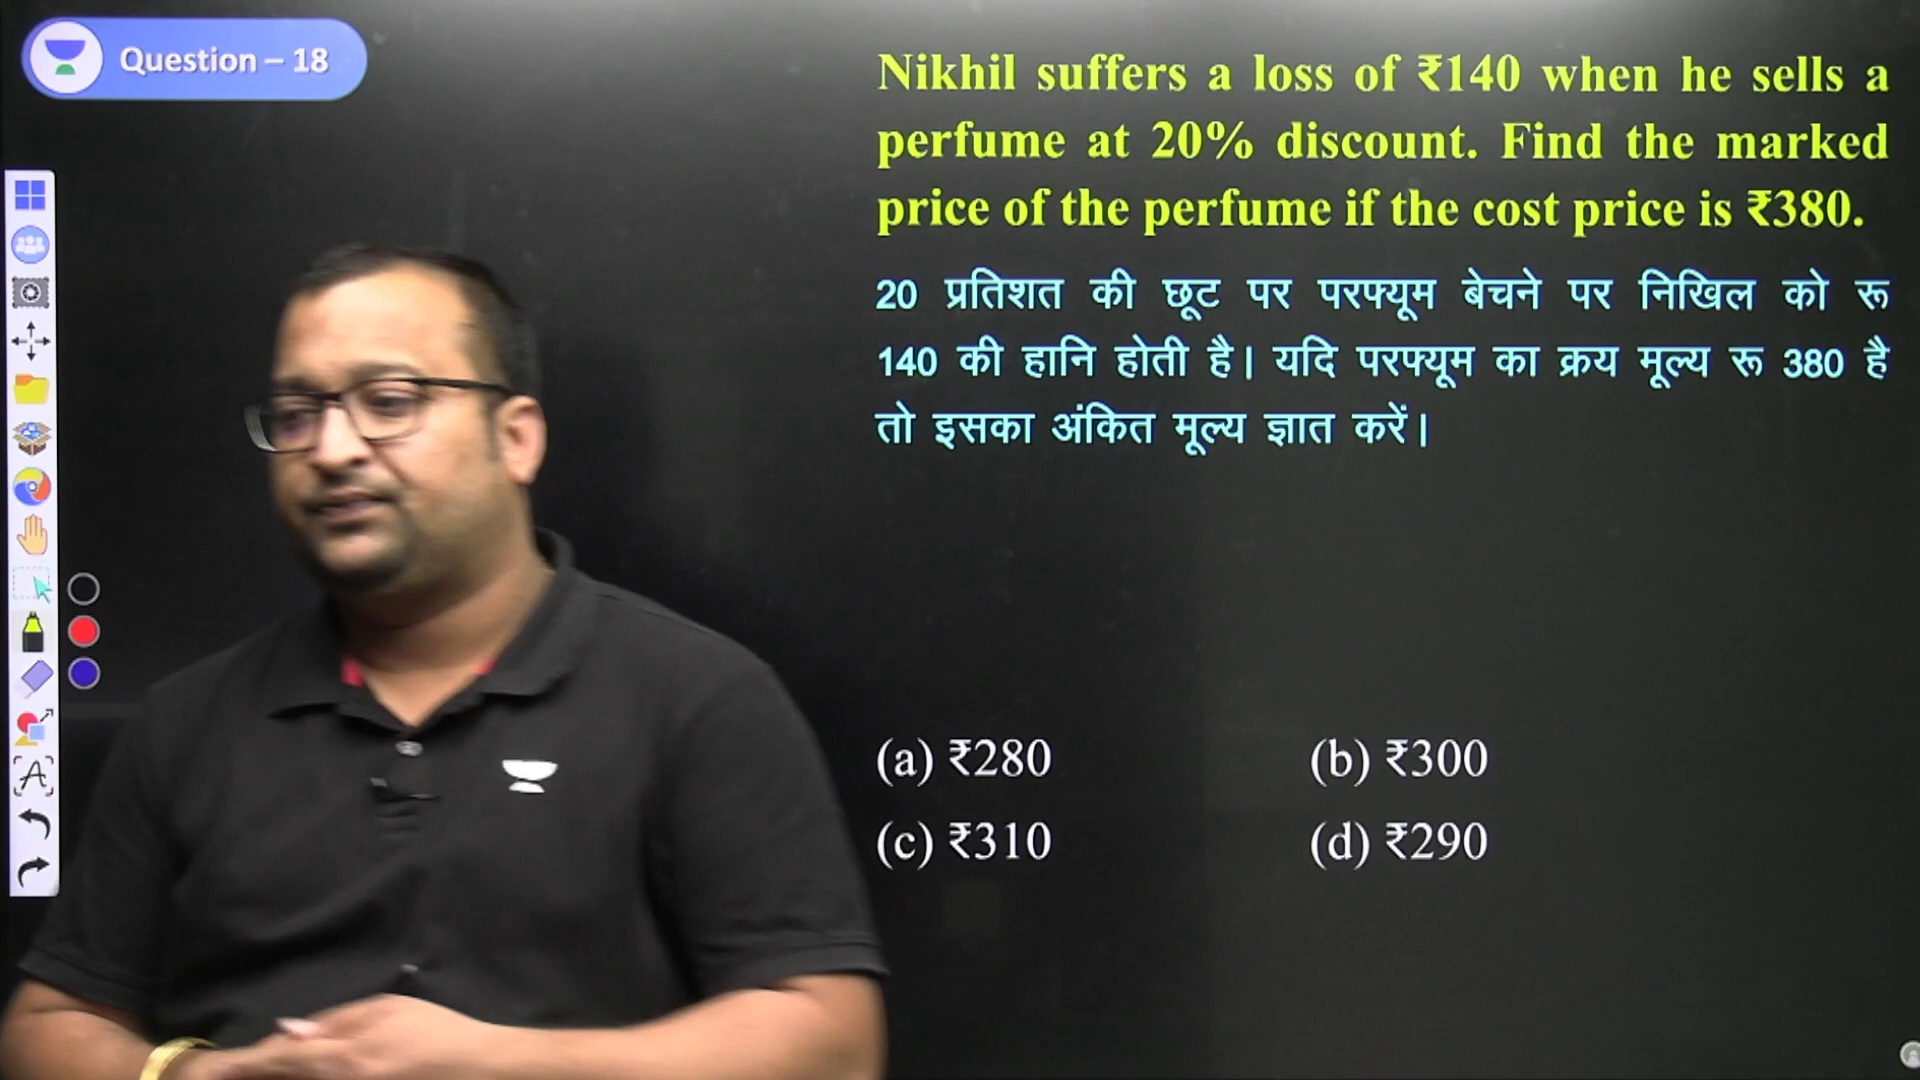 Question – 18
Nikhil suffers a loss of ₹140 when he sells a
perfume at 20% discount. Find the marked
price of the perfume if the cost price is ₹380.
20 प्रतिशत की छूट पर परफ्यूम बेचने पर निखिल को रू
140 की हानि होती है। यदि परफ्यूम का क्रय मूल्य रू 380 है
तो इसका अंकित मूल्य ज्ञात करें।
(a) ₹280 (b) ₹300
(c) ₹310 (d) ₹290